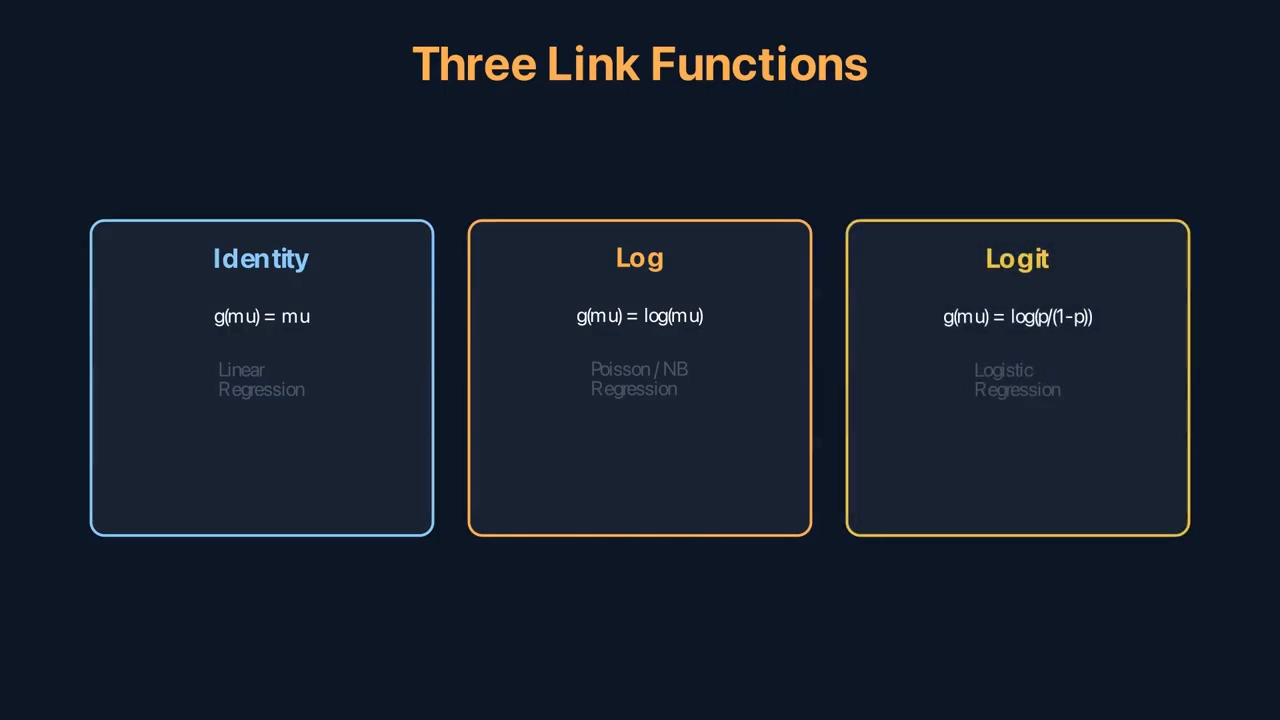 Three Link Functions
Identity
g(mu) = mu
Linear
Regression
Log
g(mu) = log(mu)
Poisson / NB
Regression
Logit
g(mu) = log(p/(1-p))
Logistic
Regression